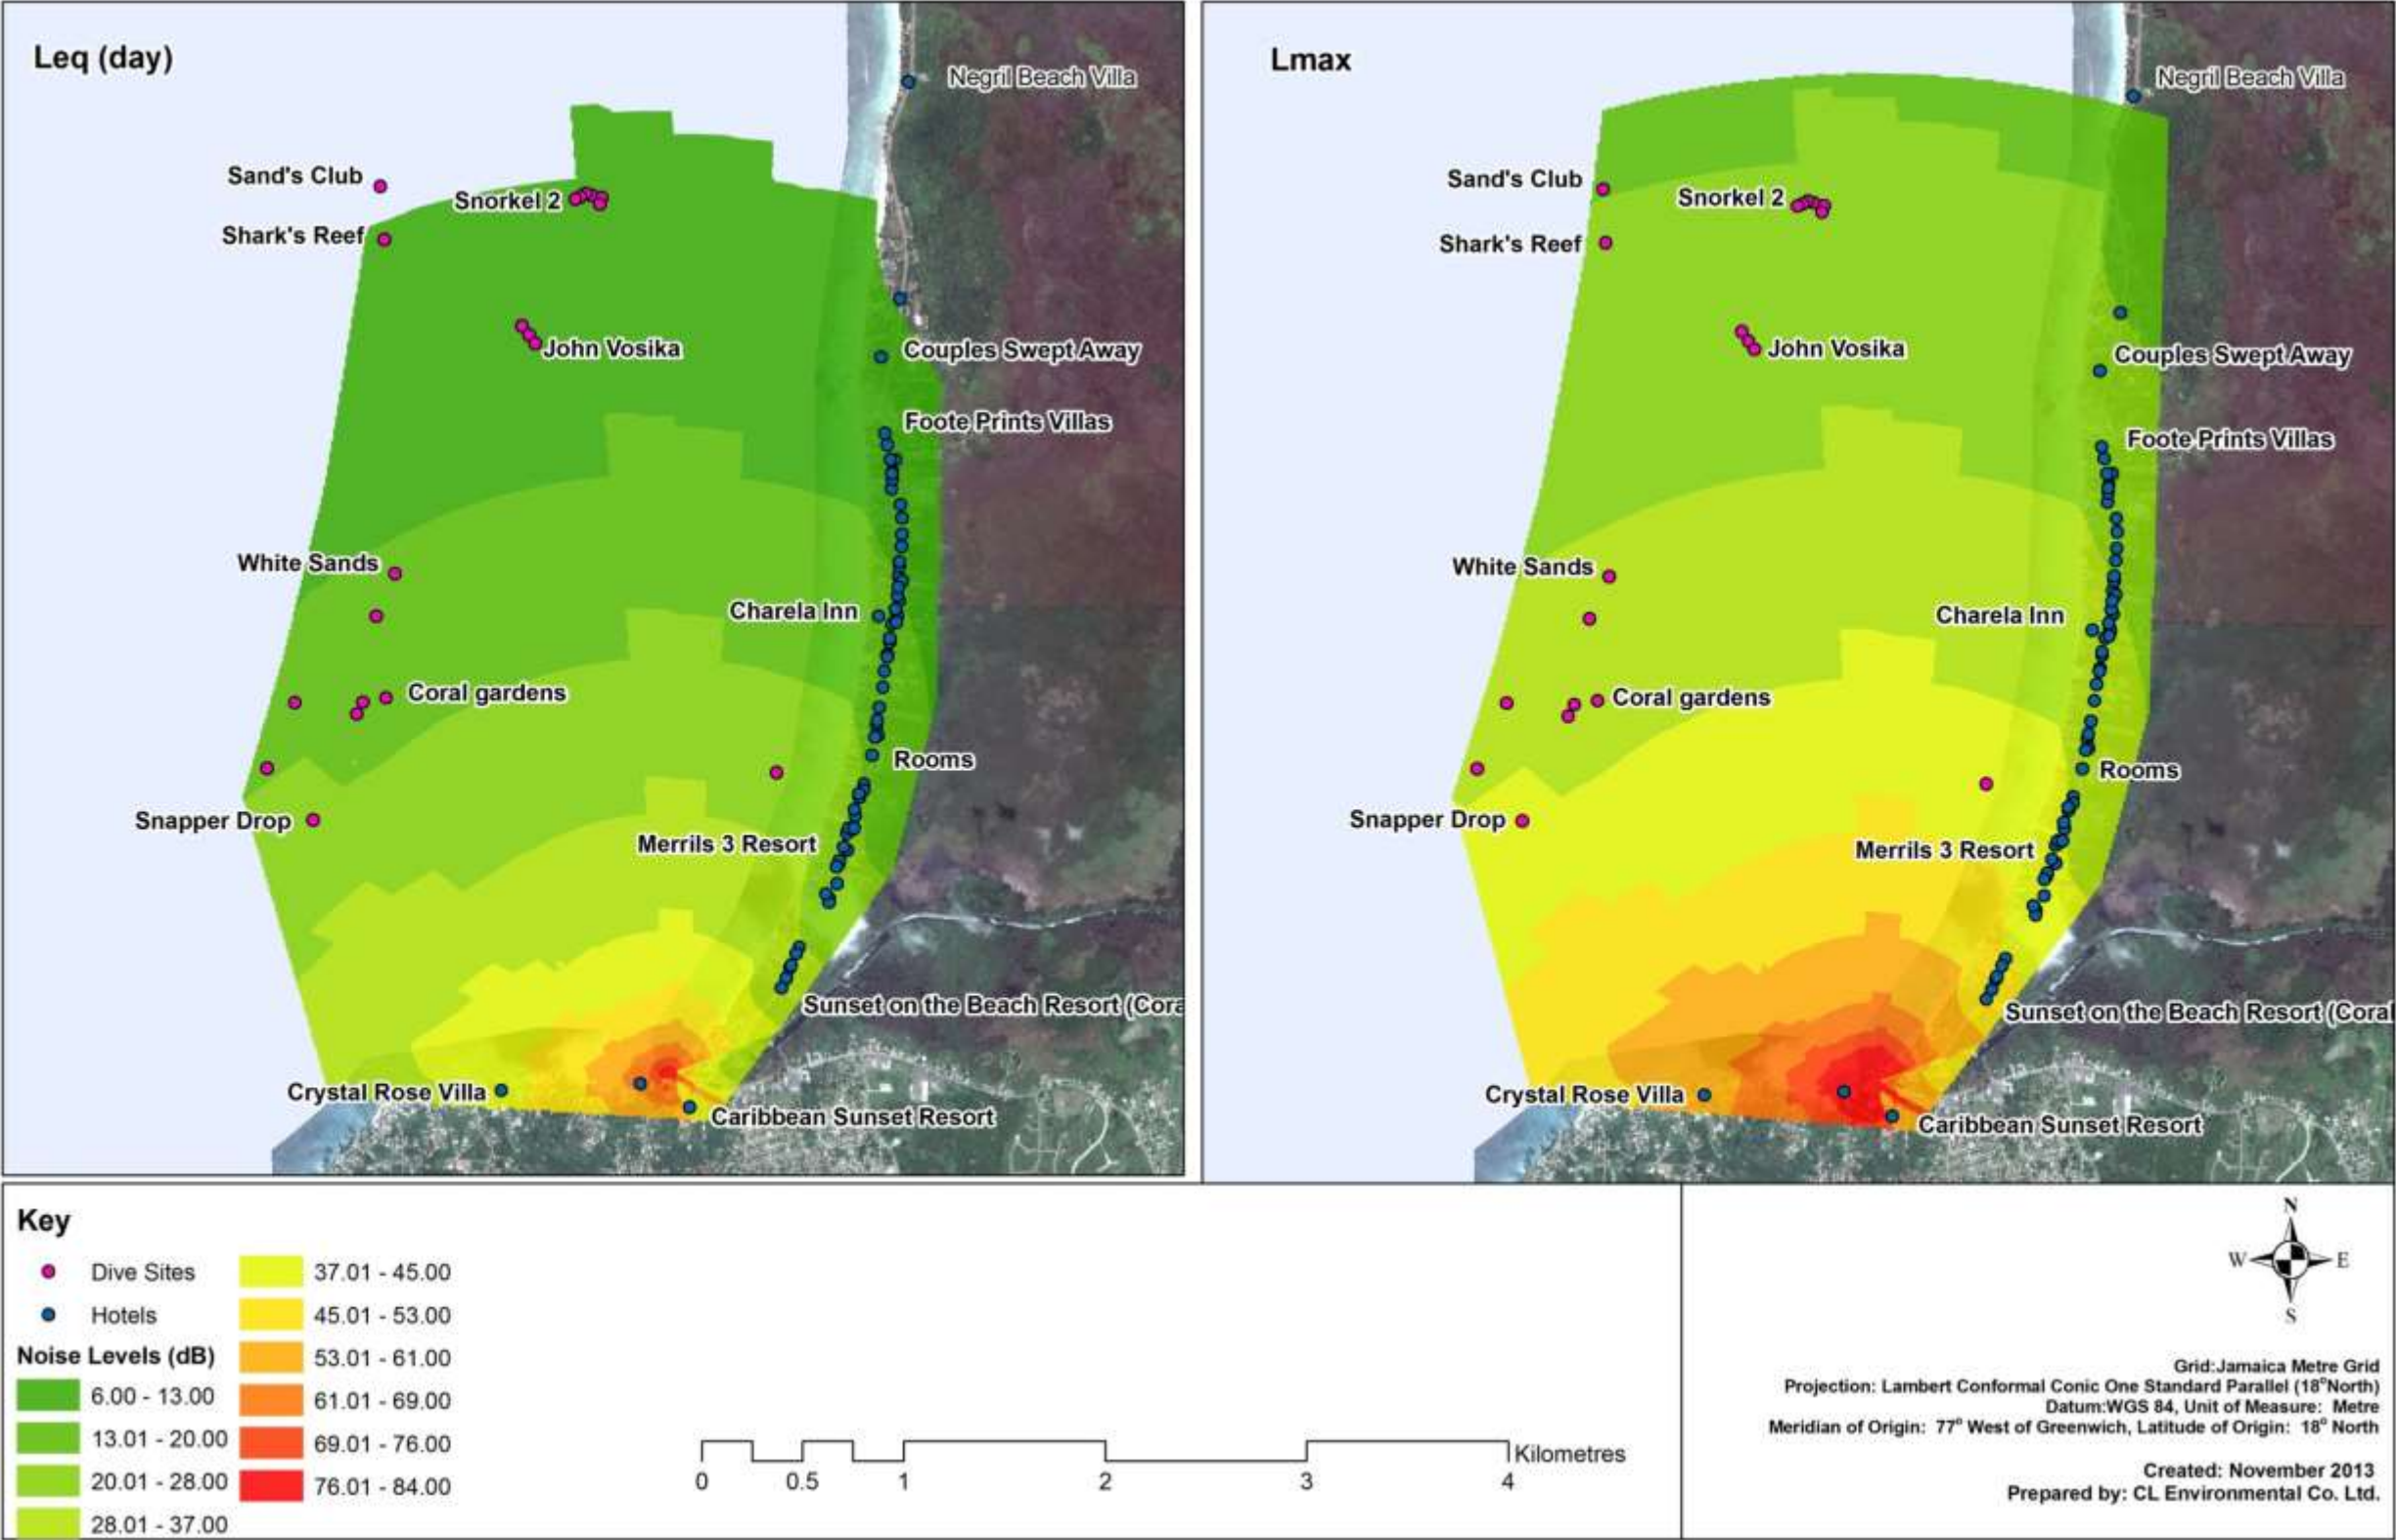 Leq (day)
Negril Beach Villa
Sand's Club
Snorkel 2
Shark's Reef
John Vosika
Couples Swept Away
Foote Prints Villas
White Sands
Charela Inn
Coral gardens
Rooms
Snapper Drop
Merrils 3 Resort
Sunset on the Beach Resort (Cora
Crystal Rose Villa
Caribbean Sunset Resort
Lmax
Negril Beach Villa
Sand's Club
Snorkel 2
Shark's Reef
John Vosika
Couples Swept Away
Foote Prints Villas
White Sands
Charela Inn
Coral gardens
Rooms
Snapper Drop
Merrils 3 Resort
Sunset on the Beach Resort (Coral
Crystal Rose Villa
Caribbean Sunset Resort
Key
Dive Sites
Hotels
Noise Levels (dB)
6.00 - 13.00
13.01 - 20.00
20.01 - 28.00
28.01 - 37.00
37.01 - 45.00
45.01 - 53.00
53.01 - 61.00
61.01 - 69.00
69.01 - 76.00
76.01 - 84.00
Kilometres
0 0.5 1 2 3 4
N
W E
S
Grid:Jamaica Metre Grid
Projection: Lambert Conformal Conic One Standard Parallel (18°North)
Datum:WGS 84, Unit of Measure: Metre
Meridian of Origin: 77° West of Greenwich, Latitude of Origin: 18° North
Created: November 2013
Prepared by: CL Environmental Co. Ltd.